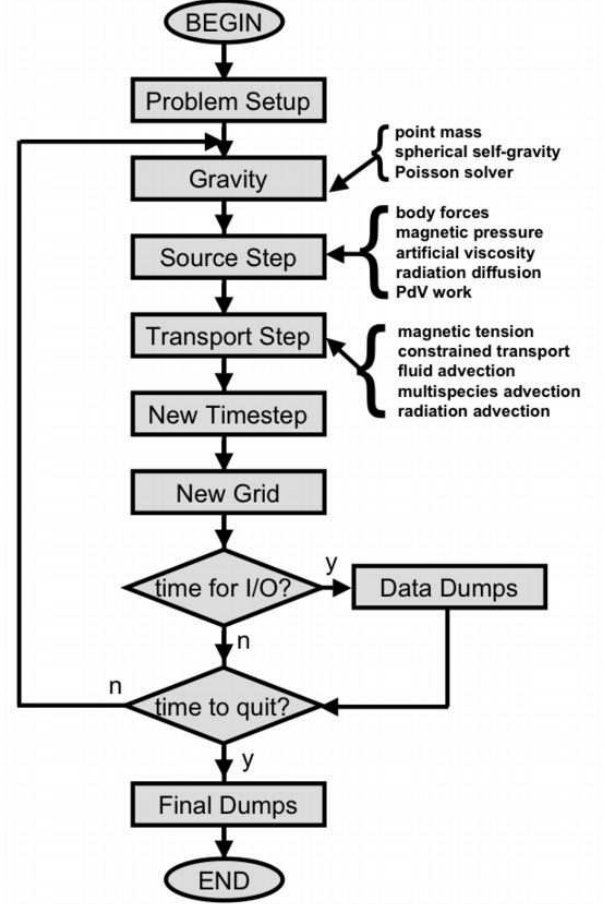 BEGIN
Problem Setup
point mass
spherical self-gravity
Poisson solver
Gravity
body forces
magnetic pressure
artificial viscosity
radiation diffusion
PdV work
Source Step
magnetic tension
constrained transport
fluid advection
multispecies advection
radiation advection
Transport Step
New Timestep
New Grid
time for I/O?
y
Data Dumps
n
n
time to quit?
y
Final Dumps
END